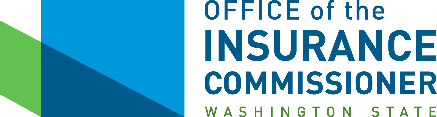 OFFICE of the
INSURANCE
COMMISSIONER
WASHINGTON STATE